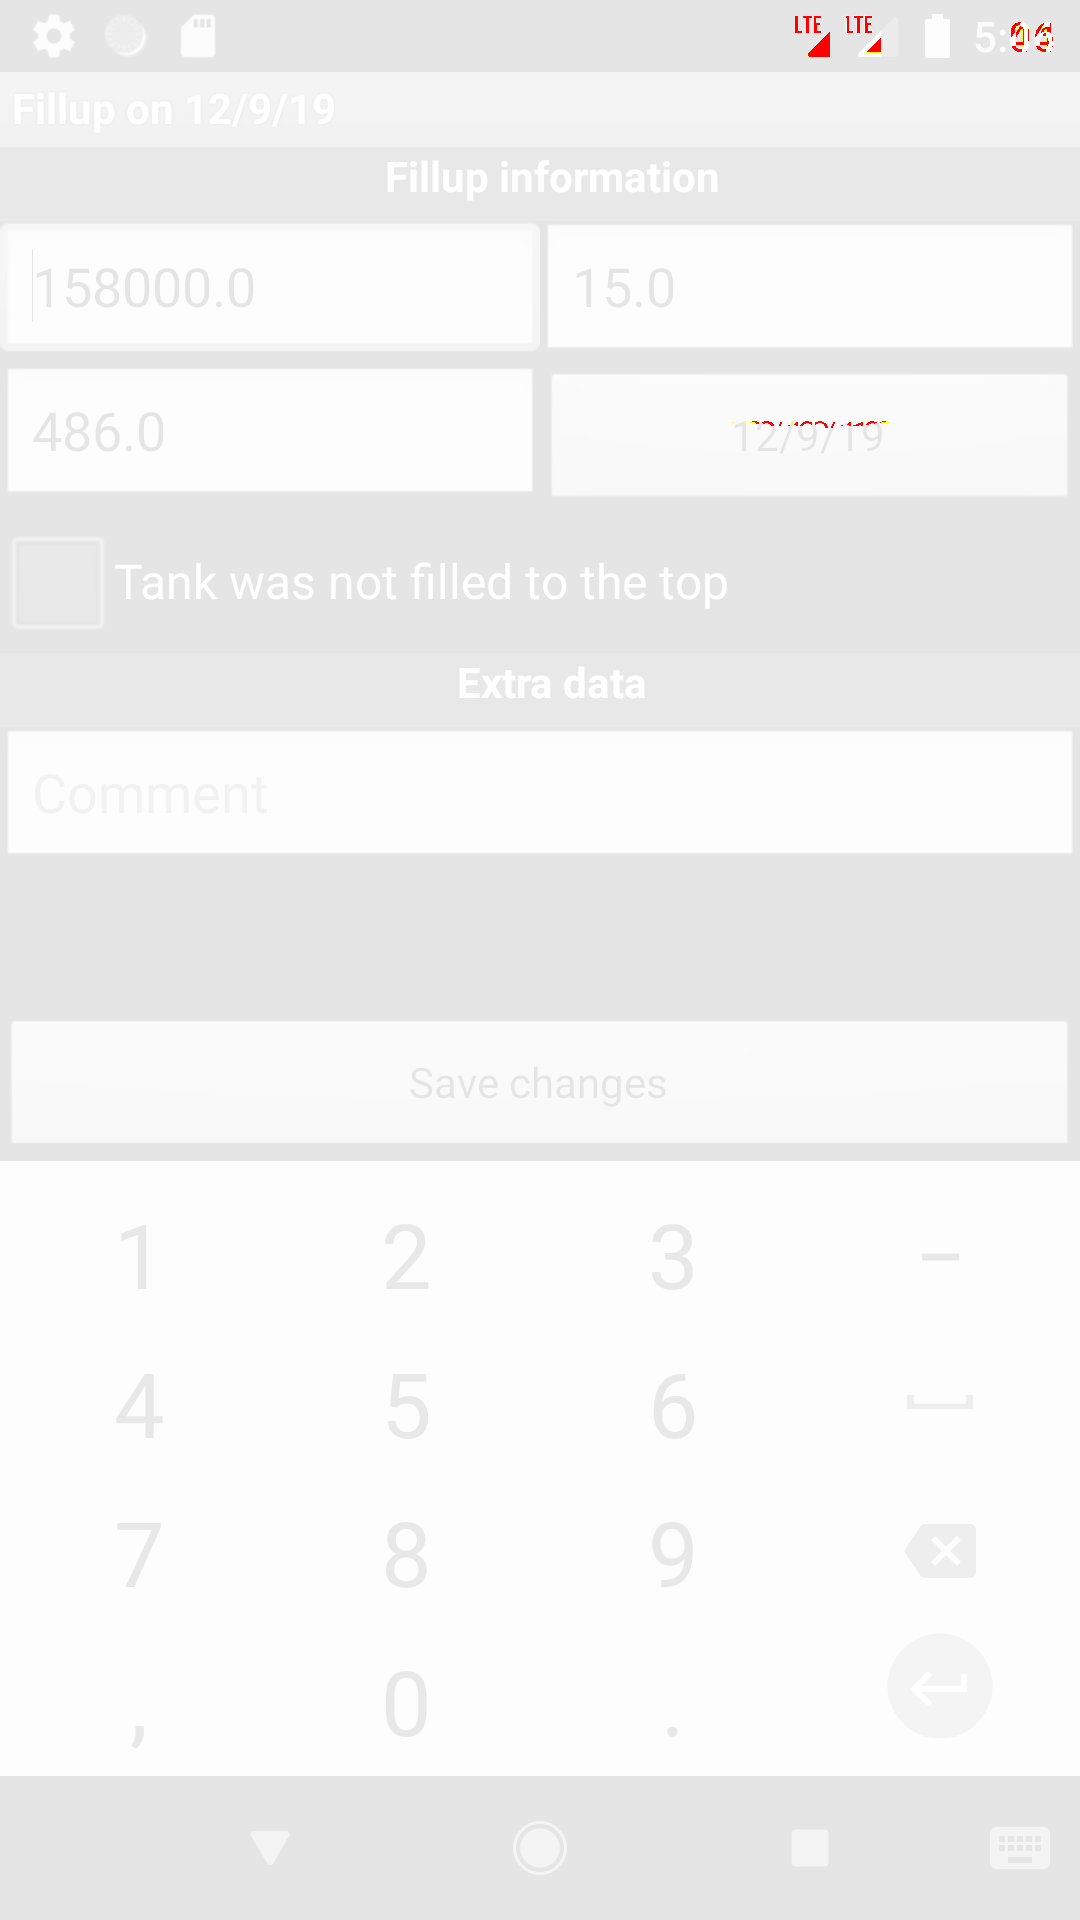 LTE LTE
Fillup on 12/9/19
Fillup information
158000.0 15.0
486.0 12/9/19
Tank was not filled to the top
Extra data
Comment
Save changes
1 2 3 –
4 5 6
7 8 9
, 0 .